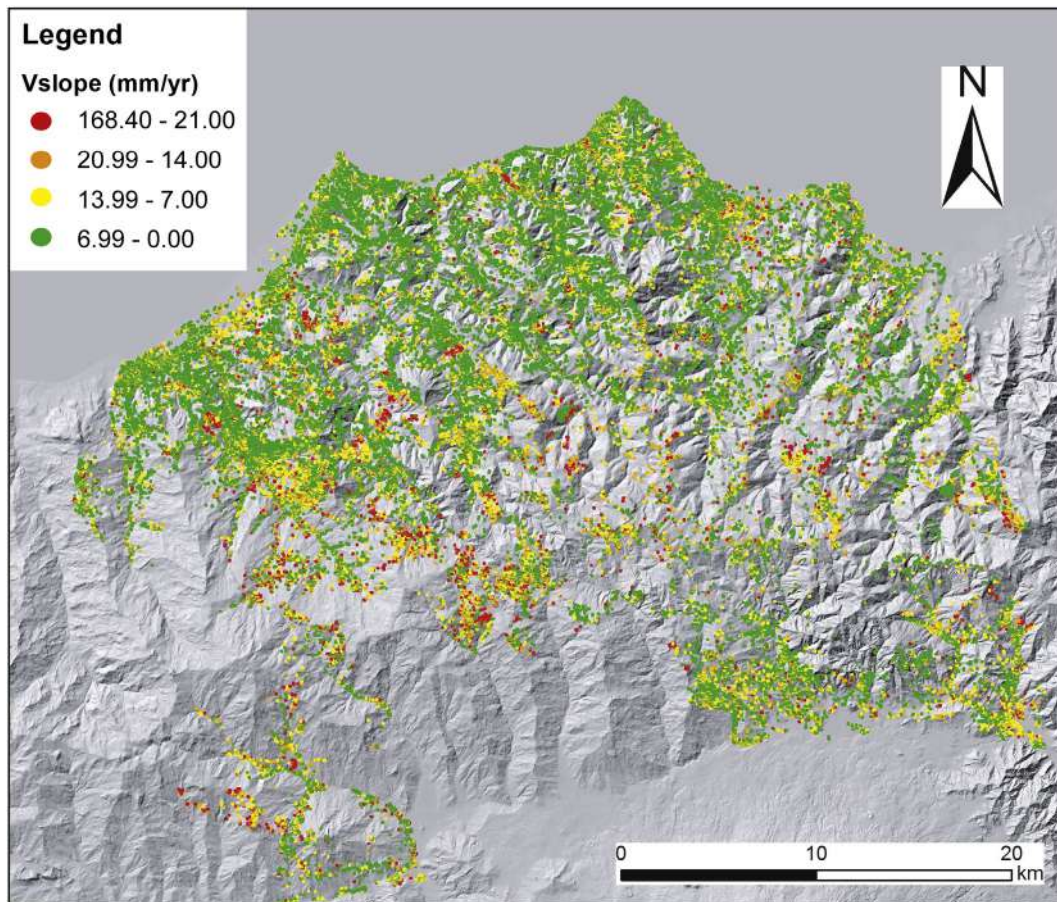 Legend
Vslope (mm/yr)
168.40 - 21.00
20.99 - 14.00
13.99 - 7.00
6.99 - 0.00
N
0 10 20
km